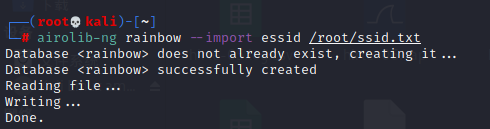 (root💀kali)-[~]
# airolib-ng rainbow --import essid /root/ssid.txt
Database <rainbow> does not already exist, creating it...
Database <rainbow> successfully created
Reading file...
Writing...
Done.